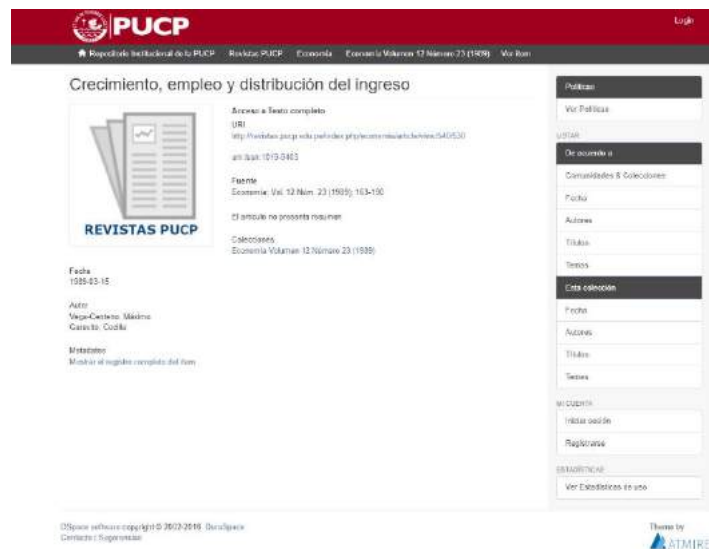 PUCP
Login
Repositorio Institucional de la PUCP Revistas PUCP Economía Economía Volumen 12 Número 23 (1989) Ver ítem
Crecimiento, empleo y distribución del ingreso
REVISTAS PUCP
Fecha
1989-03-15
Autor
Vega-Centeno, Máximo
Garavito, Cecilia
Metadatos
Mostrar el registro completo del ítem
Acceso a Texto completo
URI
http://revistas.pucp.edu.pe/index.php/economia/article/view/540/530
urn:issn:1019-
Fuente
Economía; Vol. 12 Núm. 23 (1989); 163-190
El artículo no presenta resumen
Colecciones
Economía Volumen 12 Número 23 (1989)
Políticas
Ver Políticas
LISTAR
De acuerdo a
Comunidades & Colecciones
Fecha
Autores
Títulos
Temas
Esta colección
Fecha
Autores
Títulos
Temas
MI CUENTA
Iniciar sesión
Registrarse
ESTADÍSTICAS
Ver Estadísticas de uso
DSpace software copyright © 2002-2016 DuraSpace
Contacto | Sugerencias
Theme by
ATMIRE